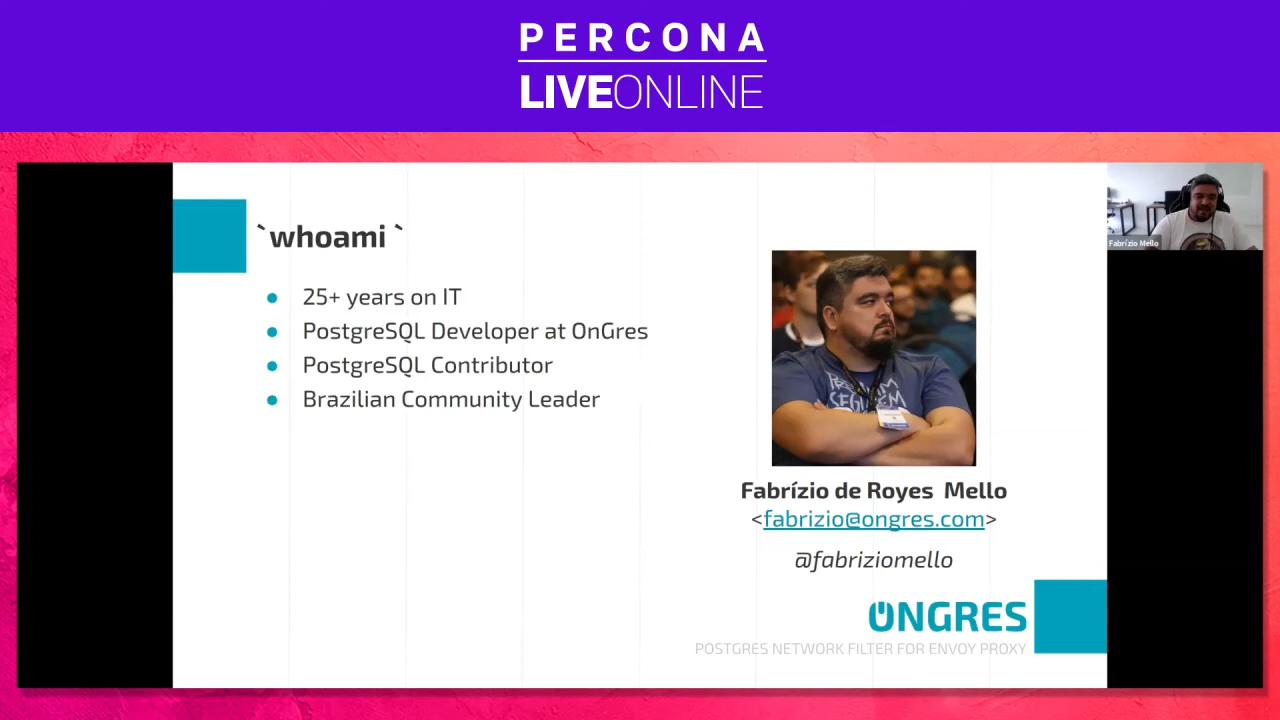 PERCONA
LIVEONLINE
`whoami `
25+ years on IT
PostgreSQL Developer at OnGres
PostgreSQL Contributor
Brazilian Community Leader
Fabrízio Mello
Fabrízio de Royes Mello
<fabrizio@ongres.com>
@fabriziomello
ONGRES
POSTGRES NETWORK FILTER FOR ENVOY PROXY